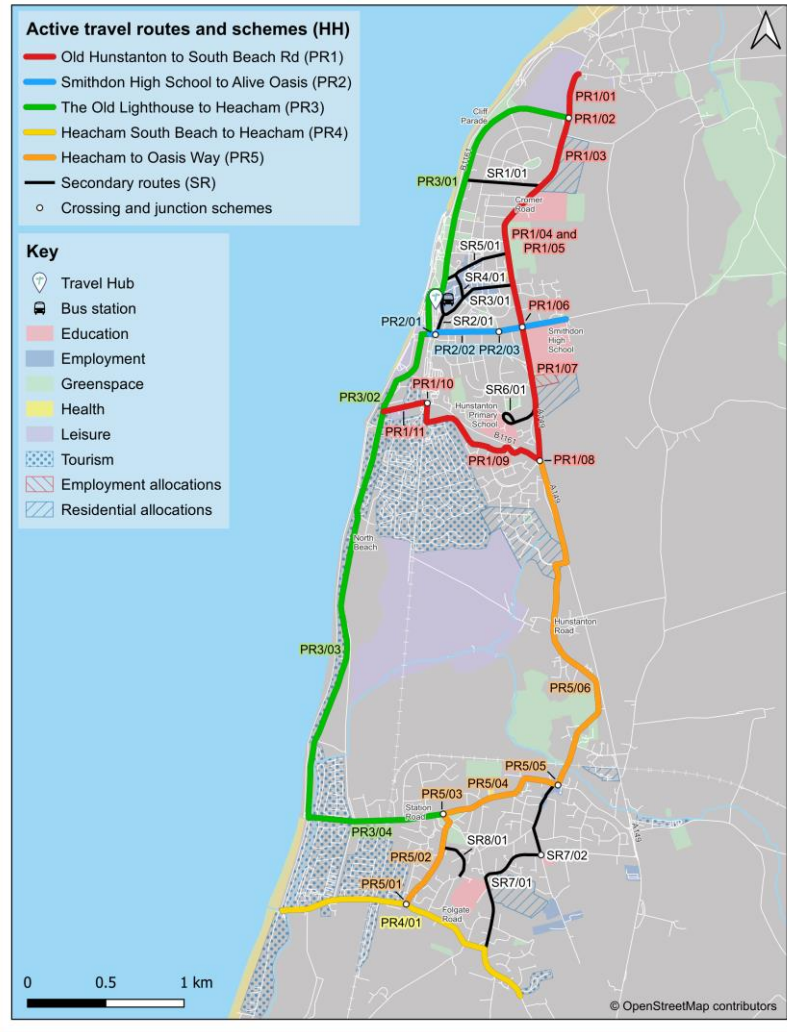 Active travel routes and schemes (HH)
Old Hunstanton to South Beach Rd (PR1)
Smithdon High School to Alive Oasis (PR2)
The Old Lighthouse to Heacham (PR3)
Heacham South Beach to Heacham (PR4)
Heacham to Oasis Way (PR5)
Secondary routes (SR)
Crossing and junction schemes
Key
Travel Hub
Bus station
Education
Employment
Greenspace
Health
Leisure
Tourism
Employment allocations
Residential allocations
PR1/01
Cliff
Parade
PR1/02
B1161
PR1/03
SR1/01
PR3/01
Cromer
Road
PR1/04 and
PR1/05
SR5/01
SR4/01
SR3/01
PR1/06
SR2/01
PR2/01
Smithdon
High
School
PR2/02
PR2/03
PR1/07
PR1/10
SR6/01
PR3/02
Hunstanton
Primary
School
A149
PR1/11
B1161
PR1/09
PR1/08
A149
North
Beach
Hunstanton
Road
PR3/03
PR5/06
PR5/05
PR5/04
PR5/03
Station
Road
PR3/04
A149
SR8/01
PR5/02
SR7/02
SR7/01
PR5/01
Folgate
Road
PR4/01
0 0.5 1 km
© OpenStreetMap contributors